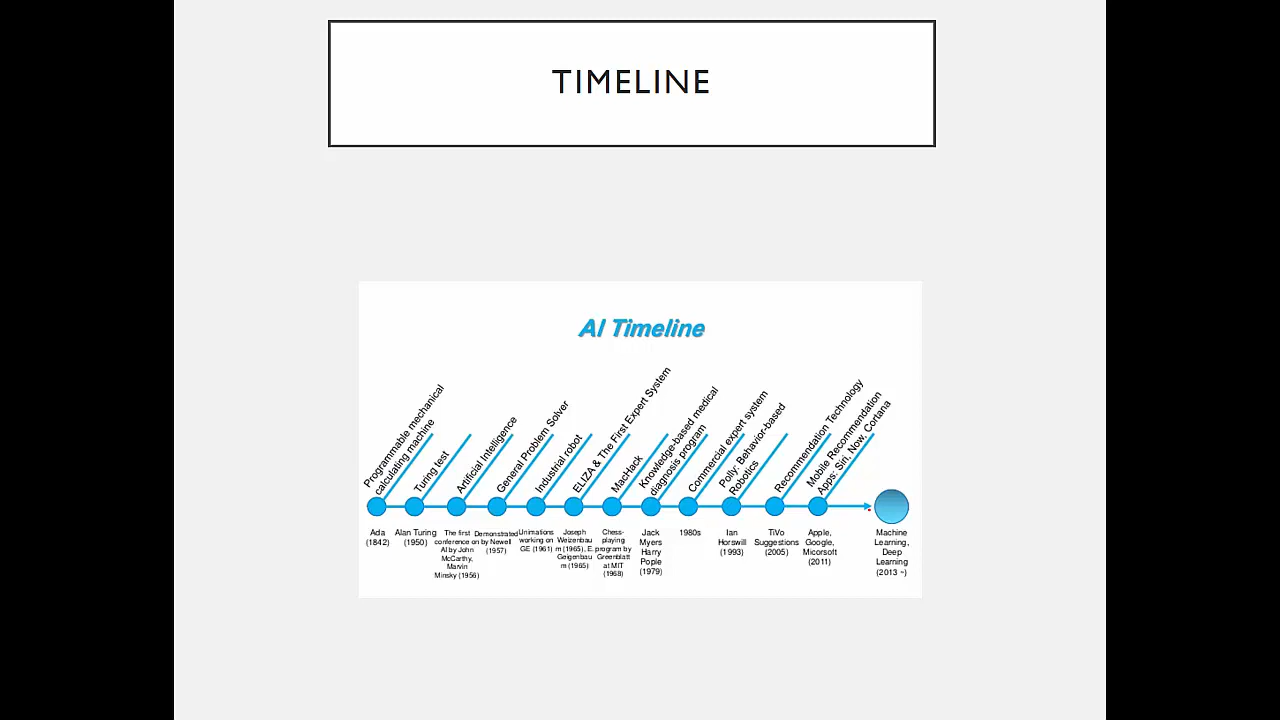 TIMELINE
AI Timeline
Programmable mechanical
calculating machine
Turing test
Artificial Intelligence
General Problem Solver
Industrial robot
ELIZA & The First Expert System
MacHack
Knowledge-based medical
diagnosis program
Commercial expert system
Polly: Behavior-based
Robotics
Recommendation Technology
Mobile Recommendation
Apps: Siri, Now, Cortana
Ada
(1842)
Alan Turing
(1950)
The first
conference on
AI by John
McCarthy,
Marvin
Minsky (1956)
Demonstrated
by Newell
(1957)
Unimations
working on
GE (1961)
Joseph
Weizenbau
m (1965), E.
Geigenbau
m (1965)
Chess-
playing
program by
Greenblatt
at MIT
(1968)
Jack
Myers
Harry
Pople
(1979)
1980s
Ian
Horswill
(1993)
TiVo
Suggestions
(2005)
Apple,
Google,
Micorsoft
(2011)
Machine
Learning,
Deep
Learning
(2013 ~)